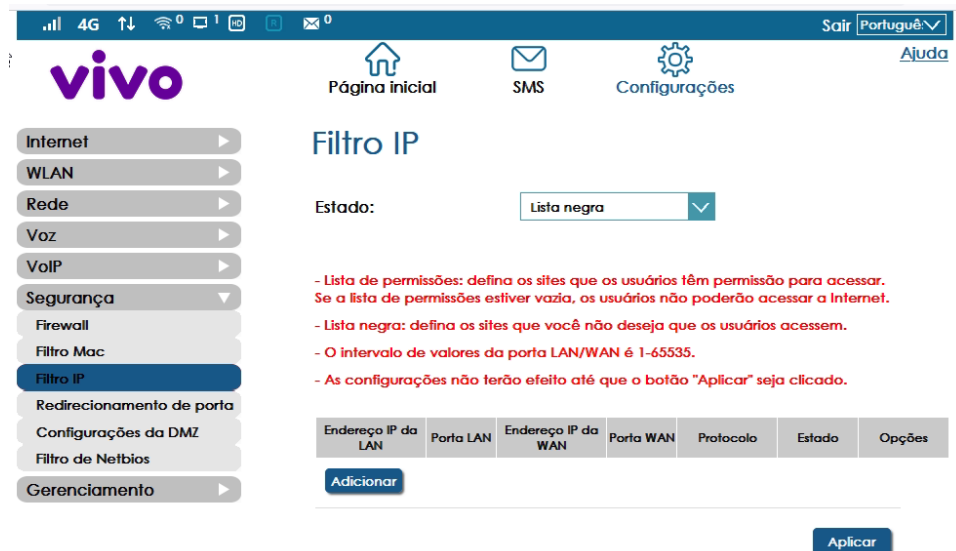 4G 0 1 HD R 0 Sair Portuguê
vivo
Página inicial SMS Configurações Ajuda
Internet
WLAN
Rede
Voz
VoIP
Segurança
Firewall
Filtro Mac
Filtro IP
Redirecionamento de porta
Configurações da DMZ
Filtro de Netbios
Gerenciamento
Filtro IP
Estado: Lista negra
- Lista de permissões: defina os sites que os usuários têm permissão para acessar.
Se a lista de permissões estiver vazia, os usuários não poderão acessar a Internet.
- Lista negra: defina os sites que você não deseja que os usuários acessem.
- O intervalo de valores da porta LAN/WAN é 1-65535.
- As configurações não terão efeito até que o botão "Aplicar" seja clicado.
Endereço IP da LAN Porta LAN Endereço IP da WAN Porta WAN Protocolo Estado Opções
Adicionar
Aplicar